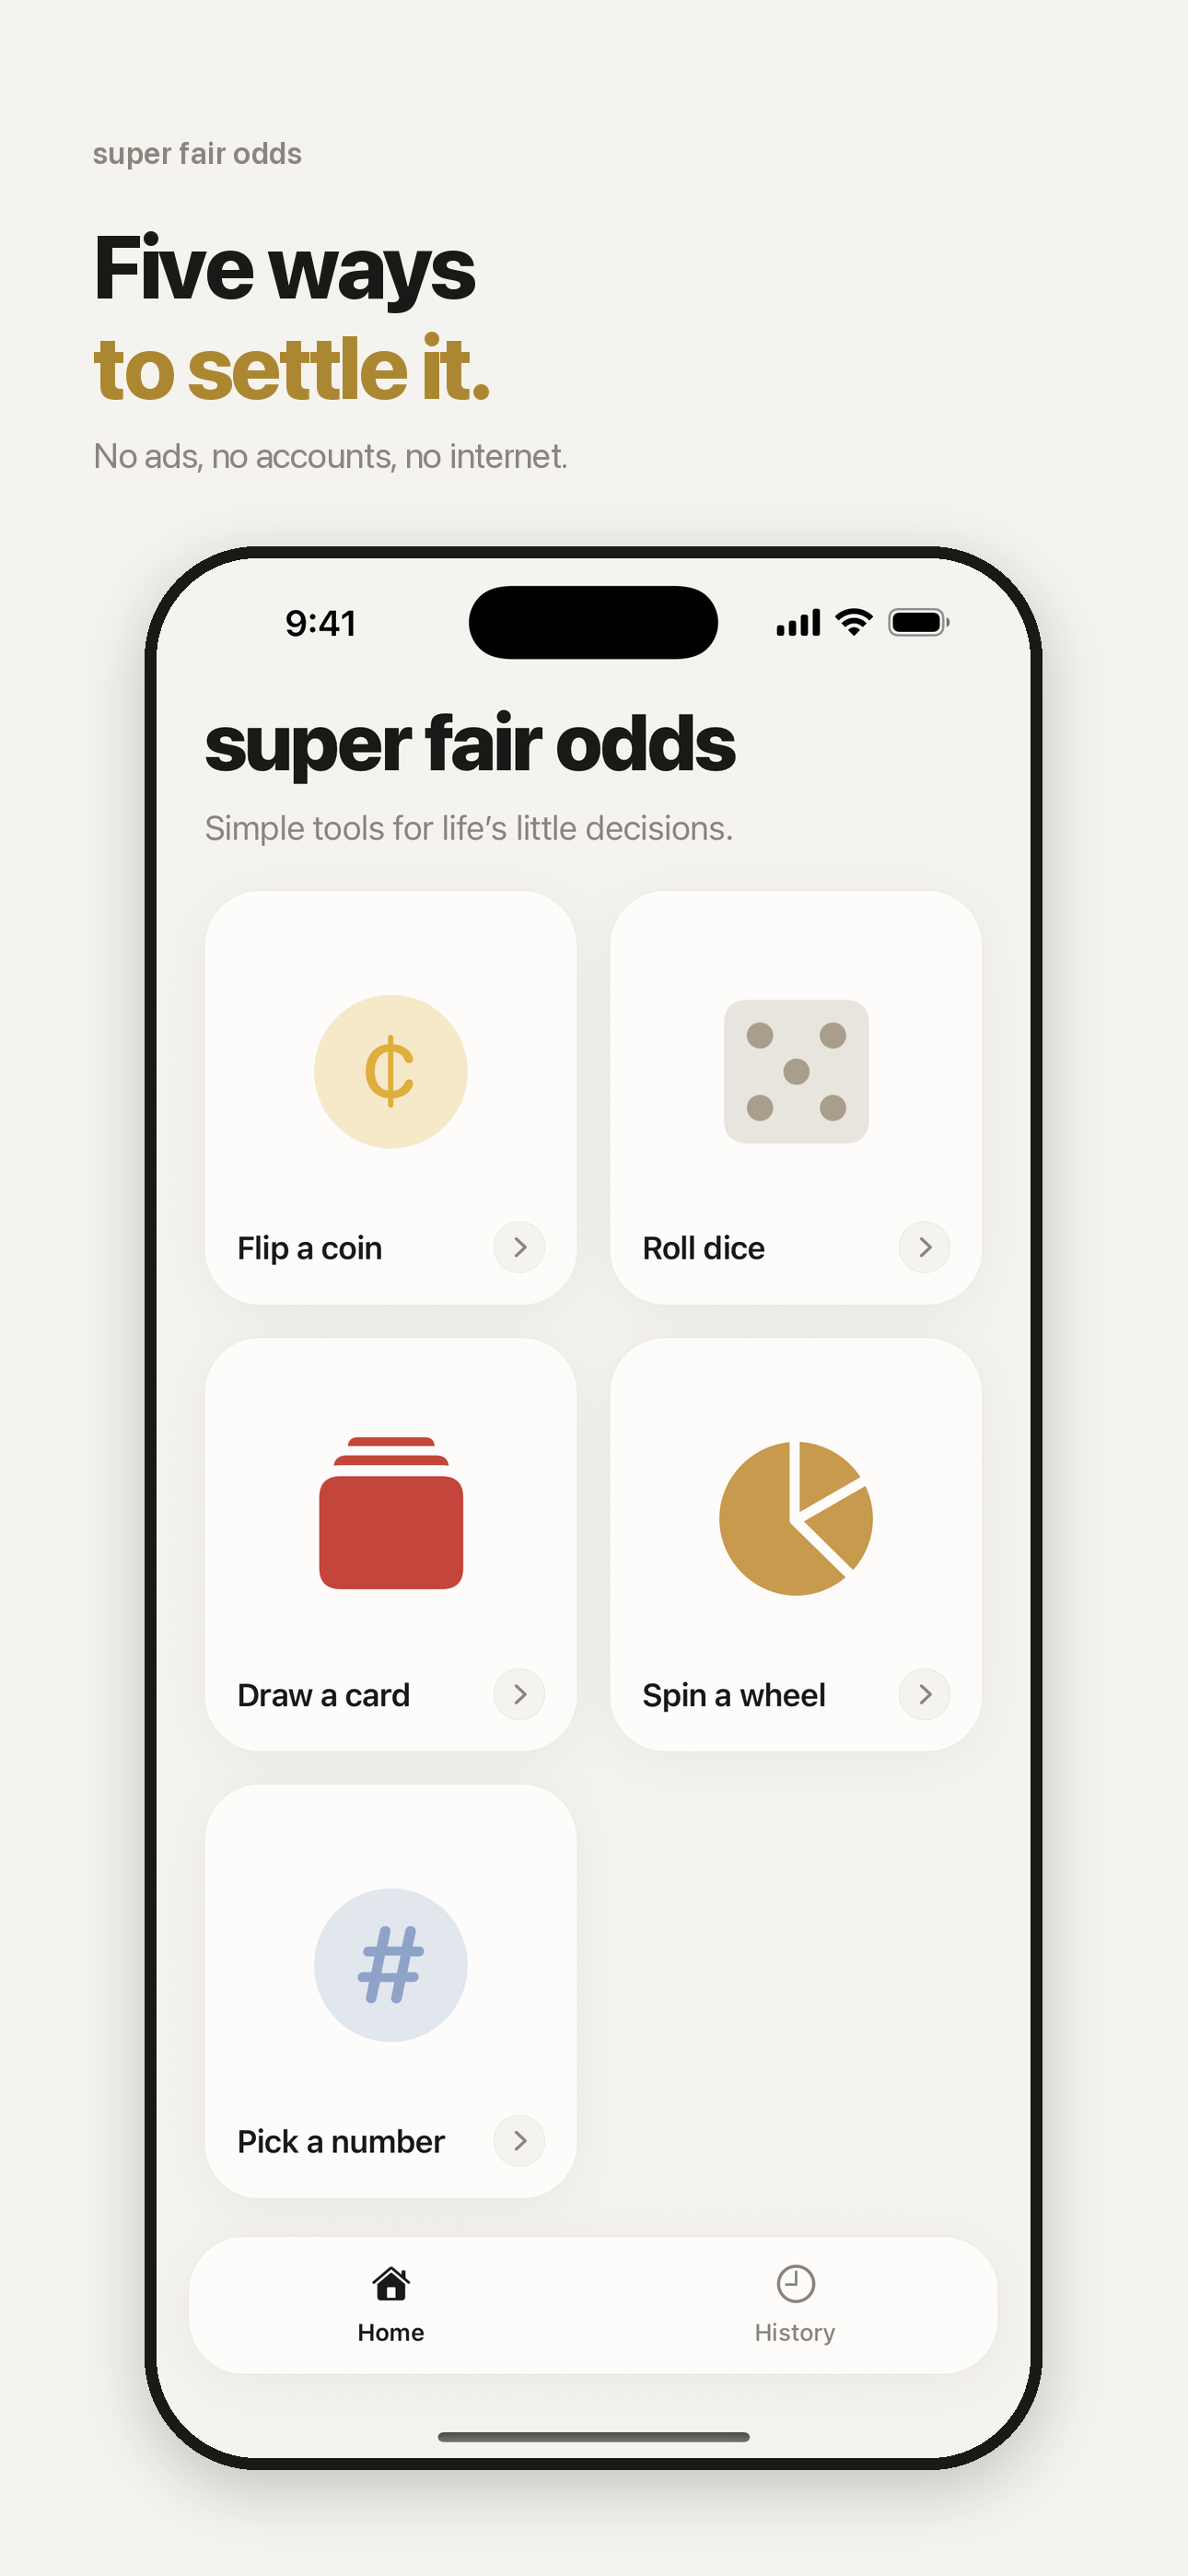 super fair odds
Five ways
to settle it.
No ads, no accounts, no internet.
9:41
super fair odds
Simple tools for life’s little decisions.
¢
Flip a coin
Roll dice
Draw a card
Spin a wheel
#
Pick a number
Home
History